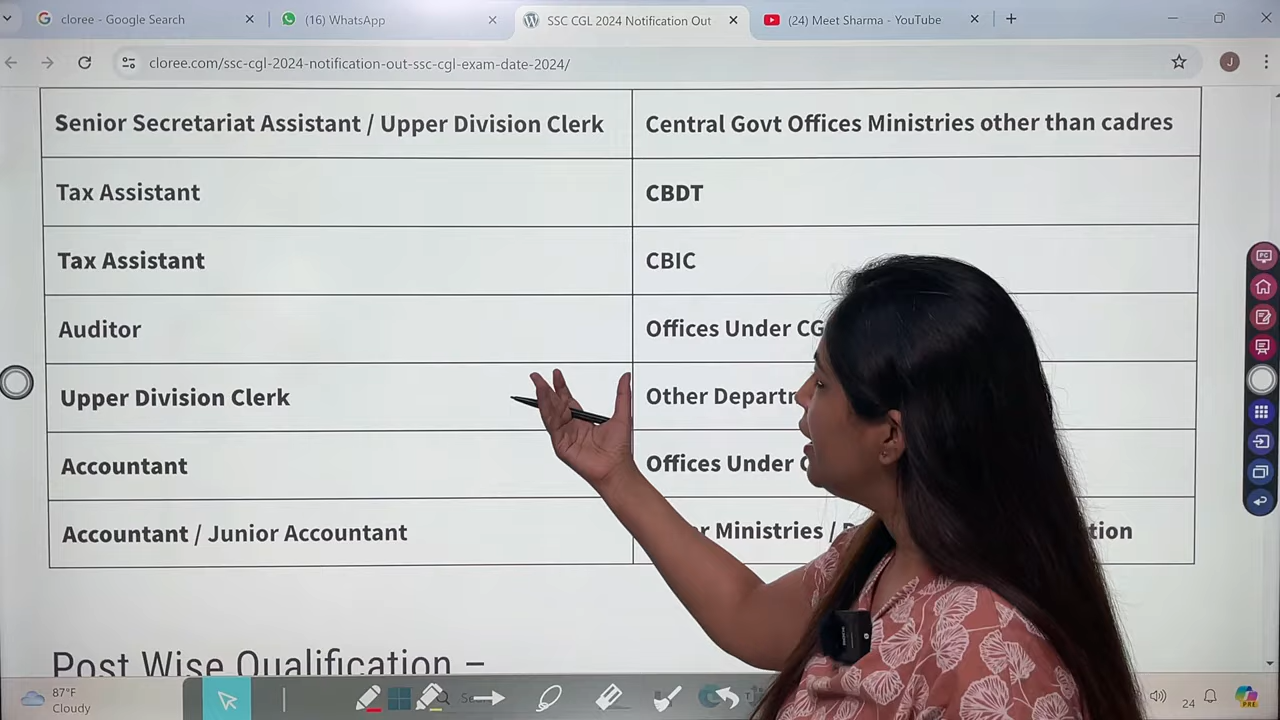 cloree - Google Search
(16) WhatsApp
SSC CGL 2024 Notification Out
(24) Meet Sharma - YouTube
cloree.com/ssc-cgl-2024-notification-out-ssc-cgl-exam-date-2024/
J
Senior Secretariat Assistant / Upper Division Clerk
Central Govt Offices Ministries other than cadres
Tax Assistant
CBDT
Tax Assistant
CBIC
Auditor
Offices Under CG
Upper Division Clerk
Other Departm
Accountant
Offices Under
Accountant / Junior Accountant
Ministries /
tion
Post Wise Qualification –
87°F
Cloudy
24
PRE